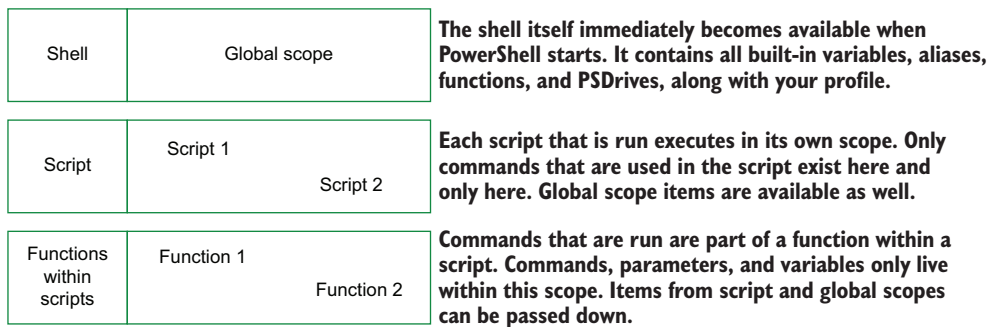 Shell
Global scope
The shell itself immediately becomes available when
PowerShell starts. It contains all built-in variables, aliases,
functions, and PSDrives, along with your profile.
Script
Script 1
Script 2
Each script that is run executes in its own scope. Only
commands that are used in the script exist here and
only here. Global scope items are available as well.
Functions
within
scripts
Function 1
Function 2
Commands that are run are part of a function within a
script. Commands, parameters, and variables only live
within this scope. Items from script and global scopes
can be passed down.